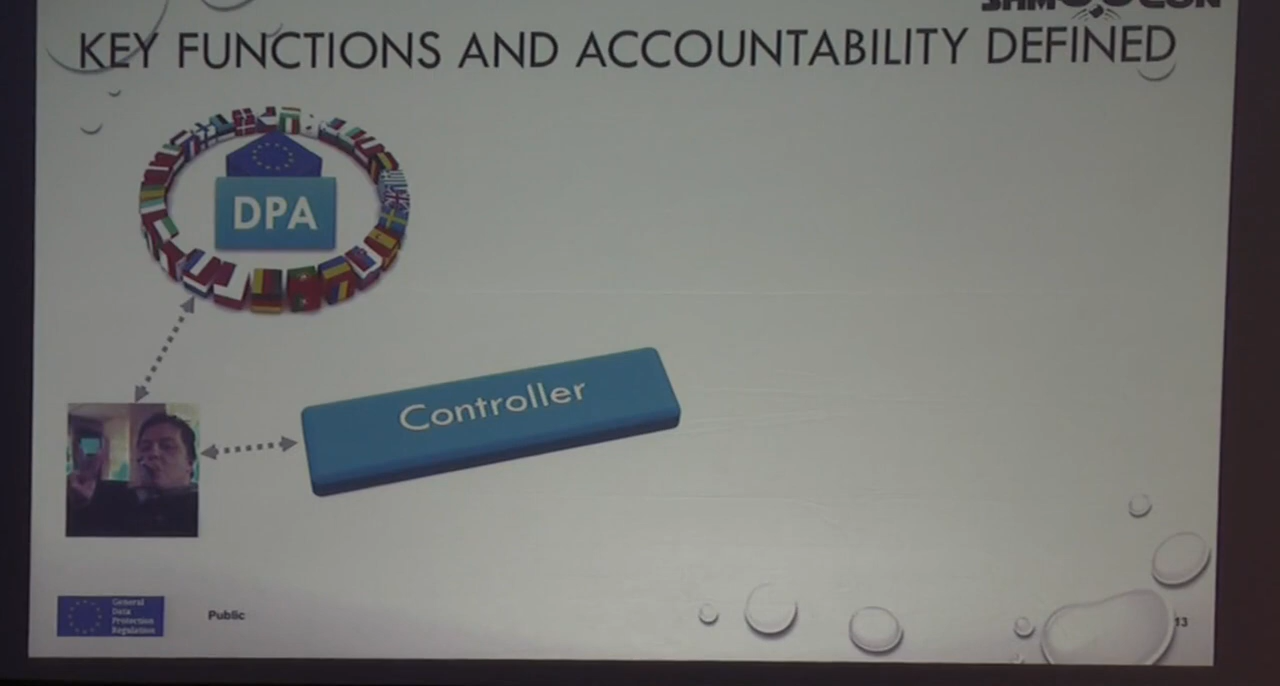 KEY FUNCTIONS AND ACCOUNTABILITY DEFINED
DPA
Controller
General
Data
Protection
Regulation
Public
13